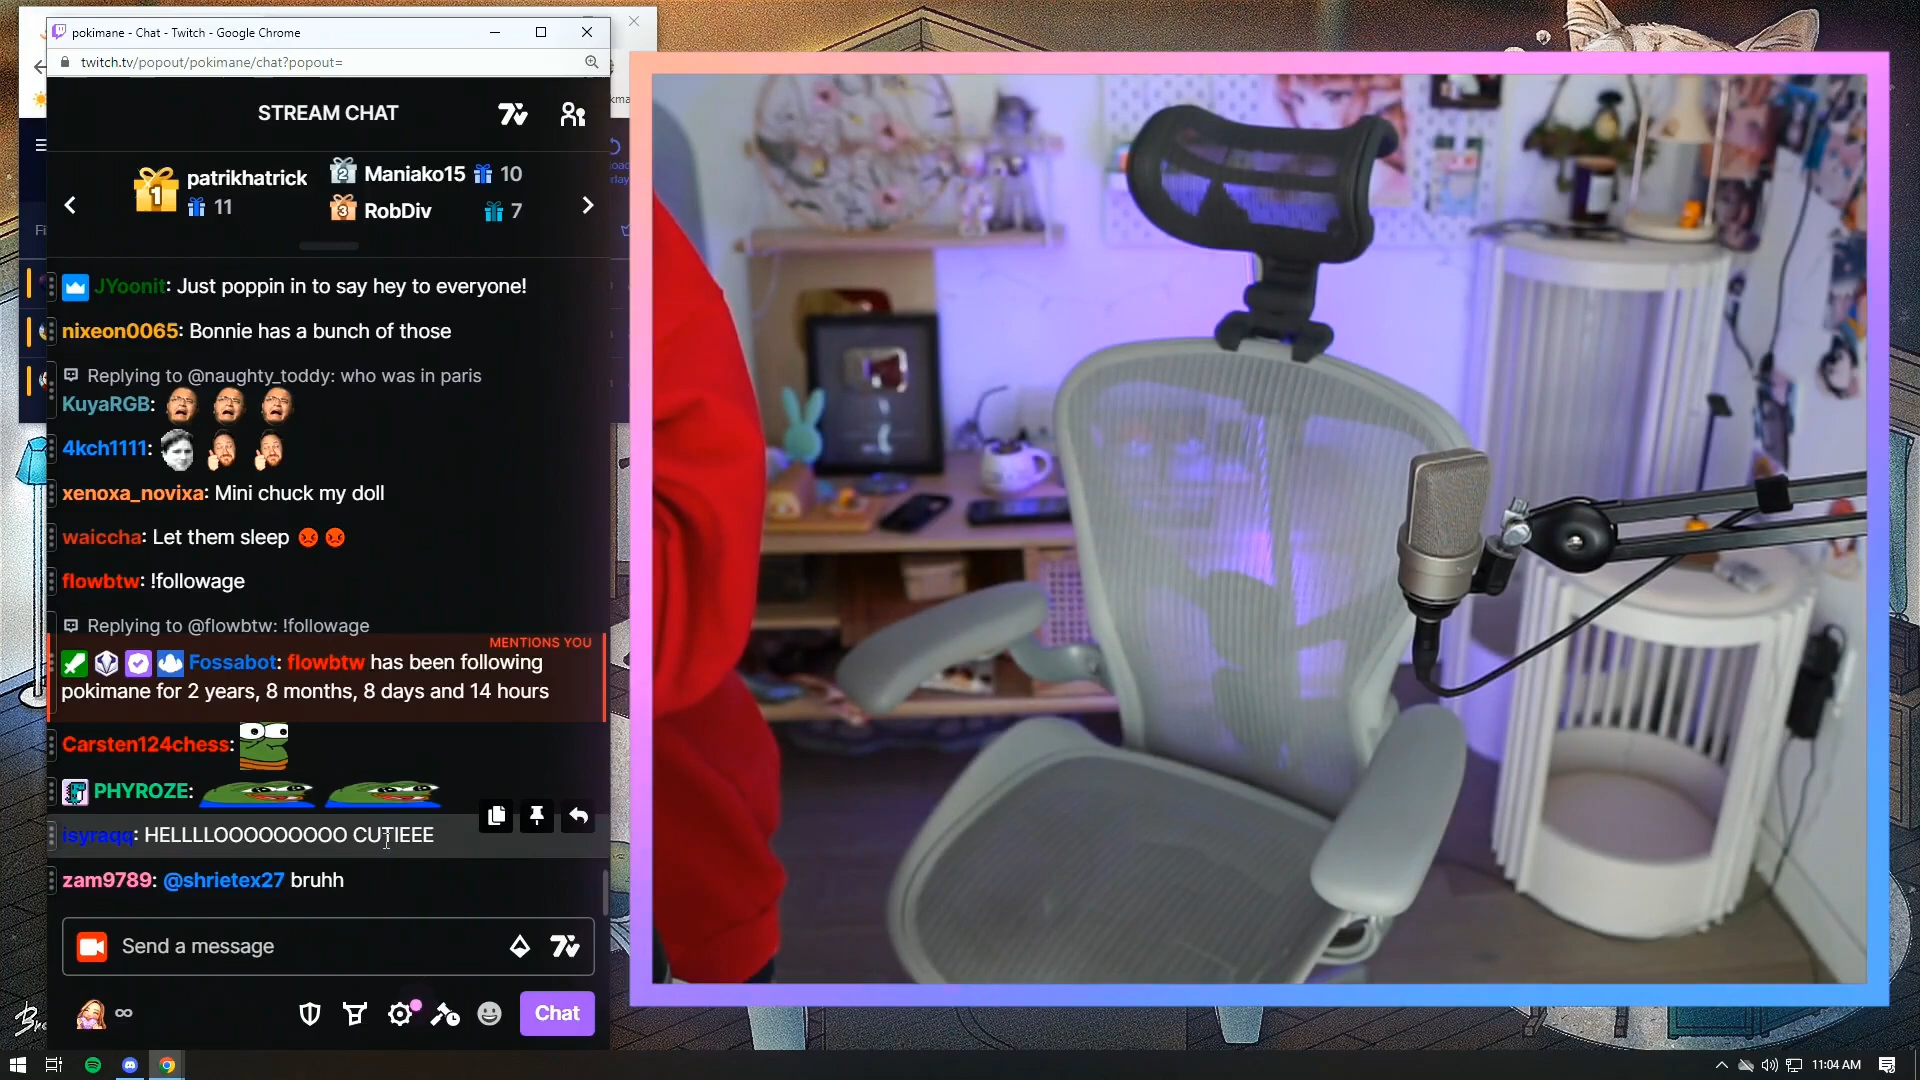 pokimane - Chat - Twitch - Google Chrome
twitch.tv/popout/pokimane/chat?popout=
STREAM CHAT
1 patrikhatrick
11
2 Maniako15 10
3 RobDiv 7
JYoonit: Just poppin in to say hey to everyone!
nixeon0065: Bonnie has a bunch of those
Replying to @naughty_toddy: who was in paris
KuyaRGB:
4kch1111:
xenoxa_novixa: Mini chuck my doll
waiccha: Let them sleep
flowbtw: !followage
Replying to @flowbtw: !followage
MENTIONS YOU
Fossabot: flowbtw has been following
pokimane for 2 years, 8 months, 8 days and 14 hours
Carsten124chess:
PHYROZE:
isyraqq: HELLLLOOOOOOOOO CUTIEEE
zam9789: @shrietex27 bruhh
Send a message
Chat
11:04 AM